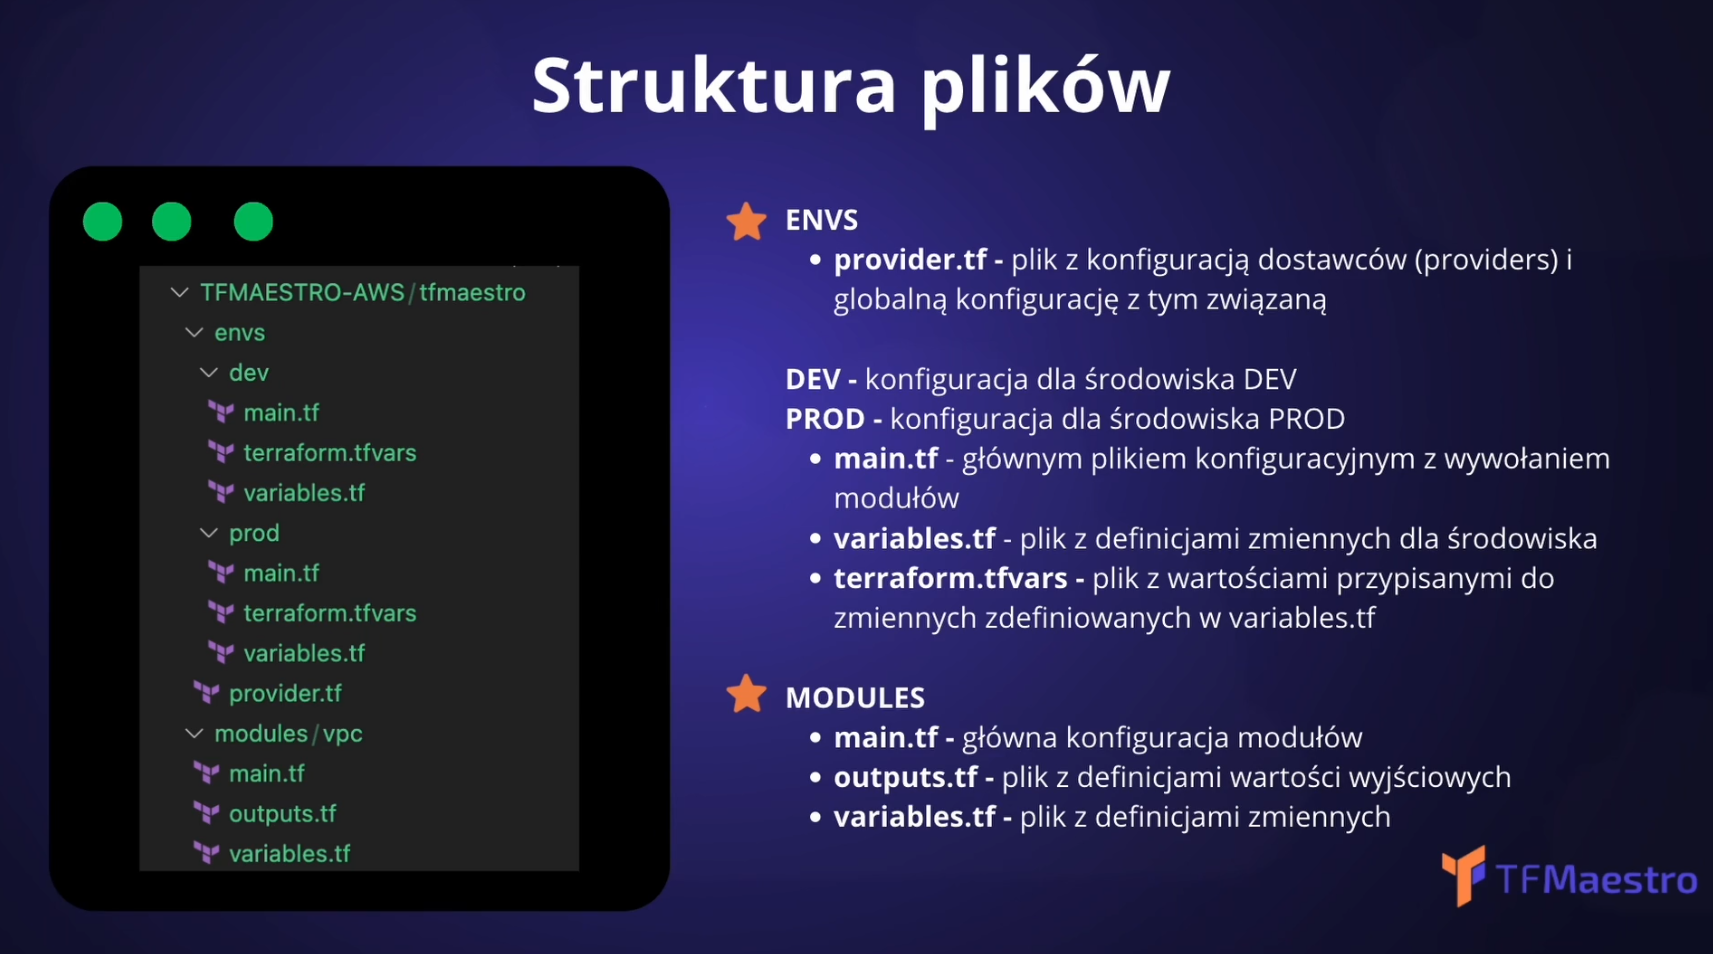 Struktura plików
TFMAESTRO-AWS/tfmaestro
envs
dev
main.tf
terraform.tfvars
variables.tf
prod
main.tf
terraform.tfvars
variables.tf
provider.tf
modules/vpc
main.tf
outputs.tf
variables.tf
ENVS
• provider.tf - plik z konfiguracją dostawców (providers) i
globalną konfigurację z tym związaną
DEV - konfiguracja dla środowiska DEV
PROD - konfiguracja dla środowiska PROD
• main.tf - głównym plikiem konfiguracyjnym z wywołaniem
modułów
• variables.tf - plik z definicjami zmiennych dla środowiska
• terraform.tfvars - plik z wartościami przypisanymi do
zmiennych zdefiniowanych w variables.tf
MODULES
• main.tf - główna konfiguracja modułów
• outputs.tf - plik z definicjami wartości wyjściowych
• variables.tf - plik z definicjami zmiennych
TFMaestro